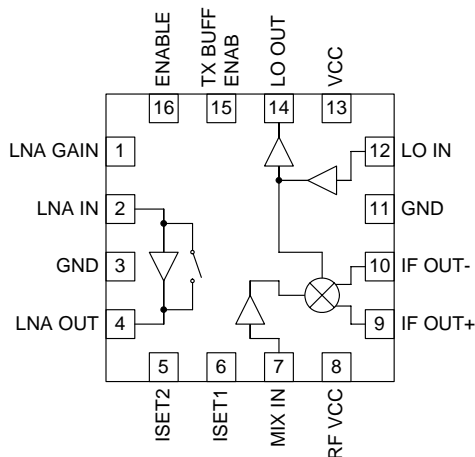 ENABLE
TX BUFF
ENAB
LO OUT
VCC
16
15
14
13
LNA GAIN
1
12
LO IN
LNA IN
2
11
GND
GND
3
10
IF OUT-
LNA OUT
4
9
IF OUT+
5
6
7
8
ISET2
ISET1
MIX IN
RF VCC